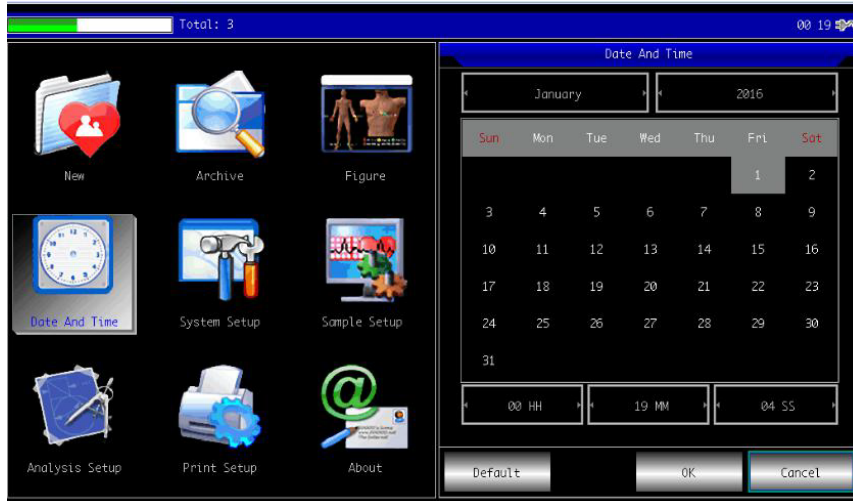 Total: 3
00 19
New
Archive
Figure
Date And Time
System Setup
Sample Setup
Analysis Setup
Print Setup
About
Date And Time
January
2016
Sun Mon Tue Wed Thu Fri Sat
1 2
3 4 5 6 7 8 9
10 11 12 13 14 15 16
17 18 19 20 21 22 23
24 25 26 27 28 29 30
31
00 HH
19 MM
04 SS
Default
OK
Cancel